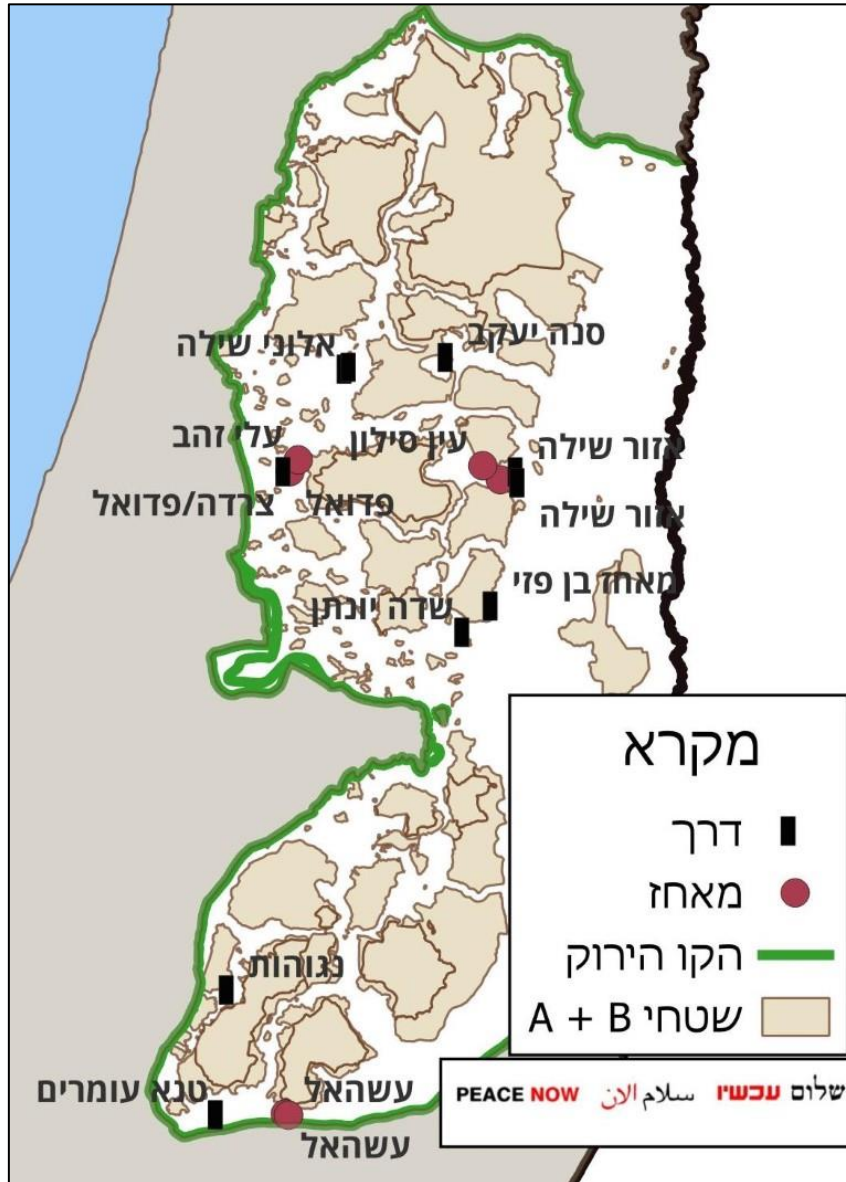 סנה יעקב
אלוני שילה
עלי זהב
עין סילון
אזור שילה
צרדה/פדואל
פדואל
אזור שילה
מאחז בן פזי
שדה יונתן
מקרא
דרך
מאחז
הקו הירוק
שטחי A + B
נגוהות
טנא עומרים
עשהאל
עשהאל
PEACE NOW سلام الان שלום עכשיו